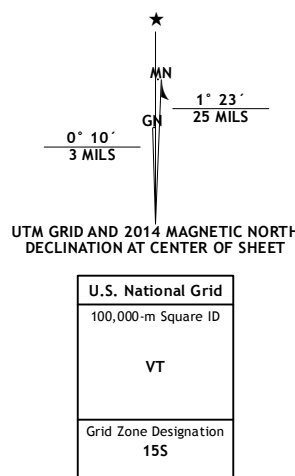 ★
MN
1° 23´
25 MILS
GN
0° 10´
3 MILS
UTM GRID AND 2014 MAGNETIC NORTH
DECLINATION AT CENTER OF SHEET
U.S. National Grid
100,000-m Square ID
VT
Grid Zone Designation
15S